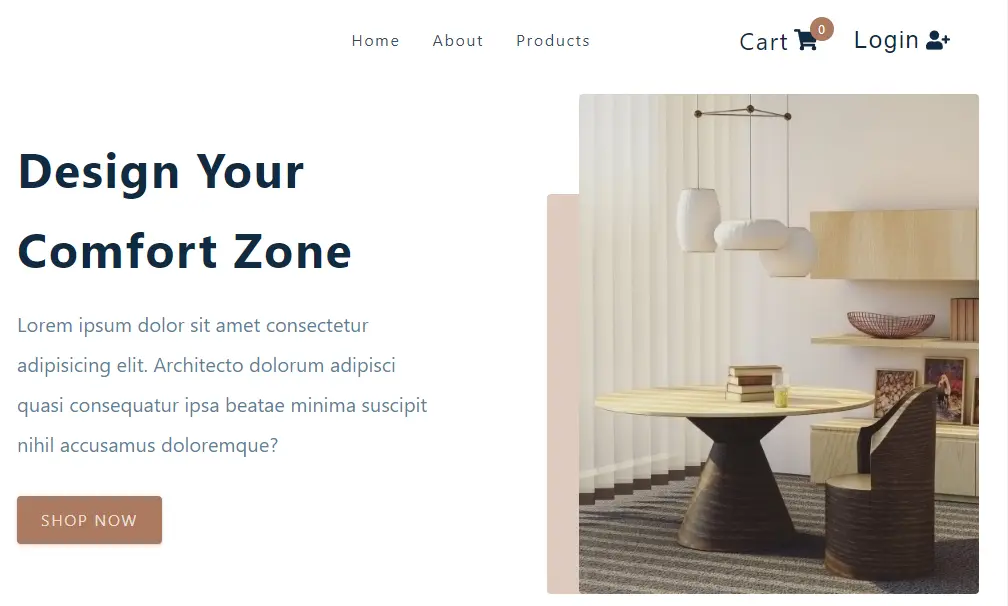 Home About Products Cart 0 Login
Design Your
Comfort Zone
Lorem ipsum dolor sit amet consectetur
adipisicing elit. Architecto dolorum adipisci
quasi consequatur ipsa beatae minima suscipit
nihil accusamus doloremque?
SHOP NOW